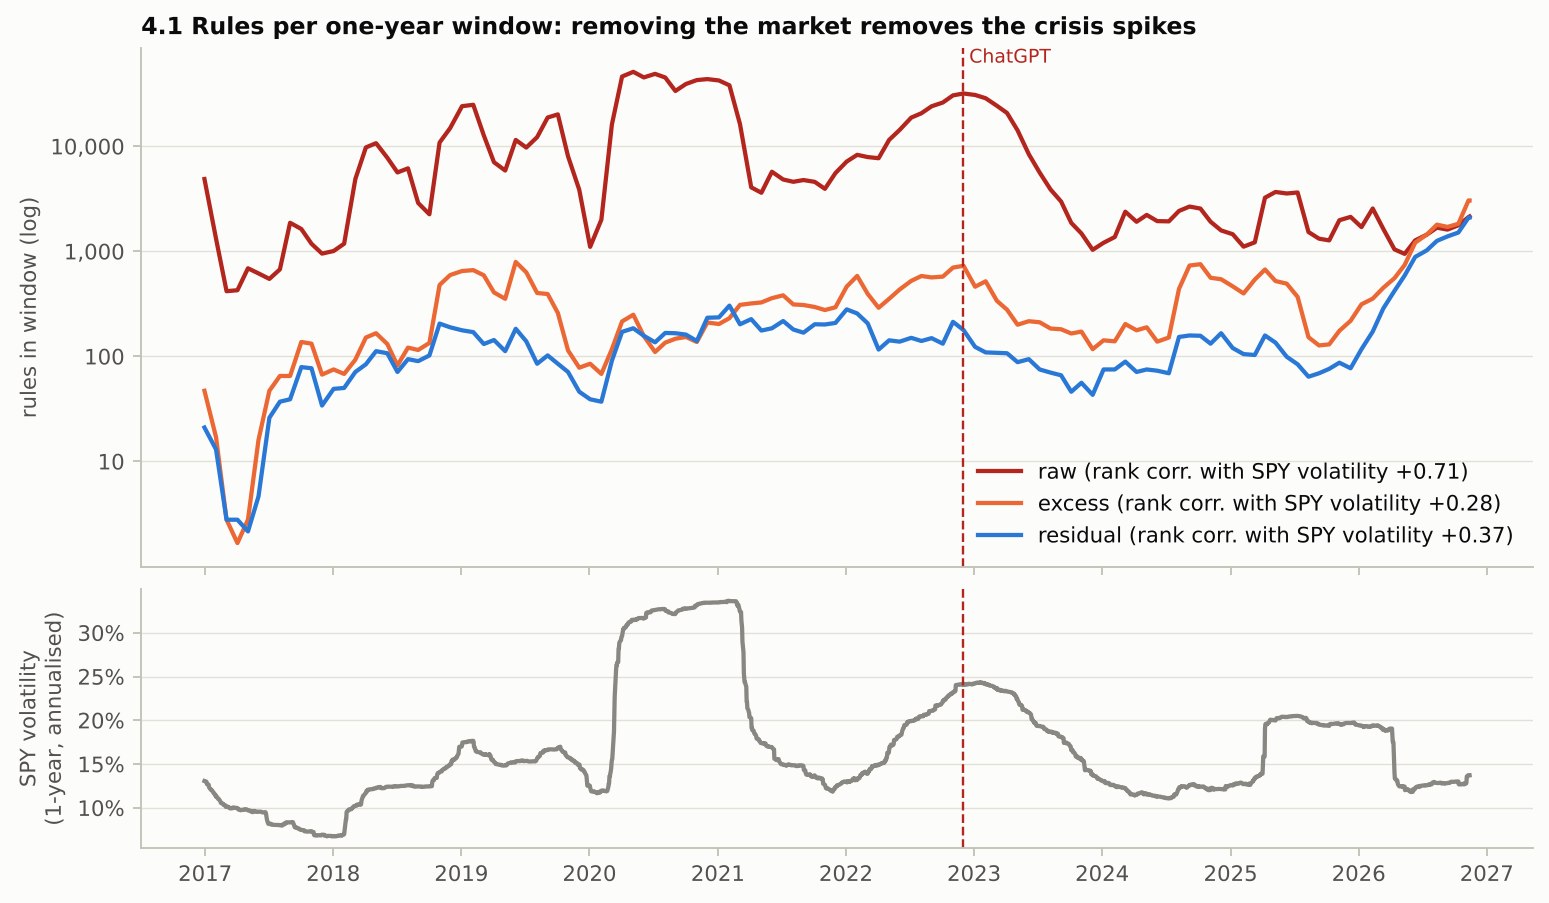 4.1 Rules per one-year window: removing the market removes the crisis spikes
ChatGPT
rules in window (log)
10,000
1,000
100
10
raw (rank corr. with SPY volatility +0.71)
excess (rank corr. with SPY volatility +0.28)
residual (rank corr. with SPY volatility +0.37)
SPY volatility
(1-year, annualised)
30%
25%
20%
15%
10%
2017 2018 2019 2020 2021 2022 2023 2024 2025 2026 2027